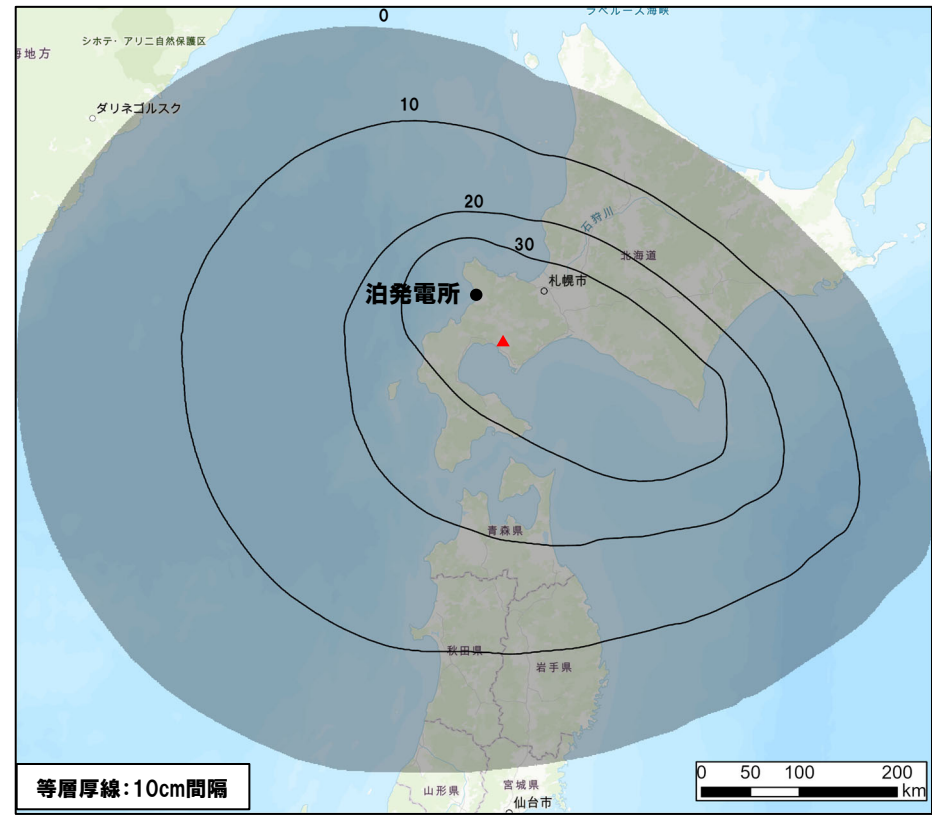 0
ラペルーズ海峡
シホテ・アリニ自然保護区
海地方
ダリネゴルスク
10
20
石狩川
30
北海道
泊発電所
札幌市
青森県
秋田県
岩手県
山形県
宮城県
仙台市
等層厚線:10cm間隔
0 50 100 200
km